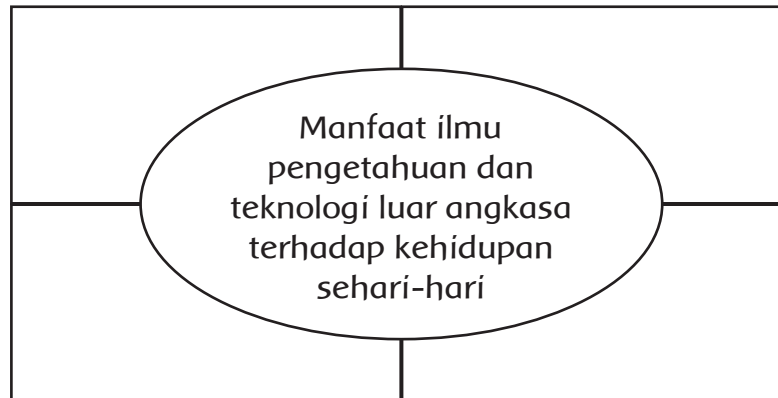 Manfaat ilmu
pengetahuan dan
teknologi luar angkasa
terhadap kehidupan
sehari-hari